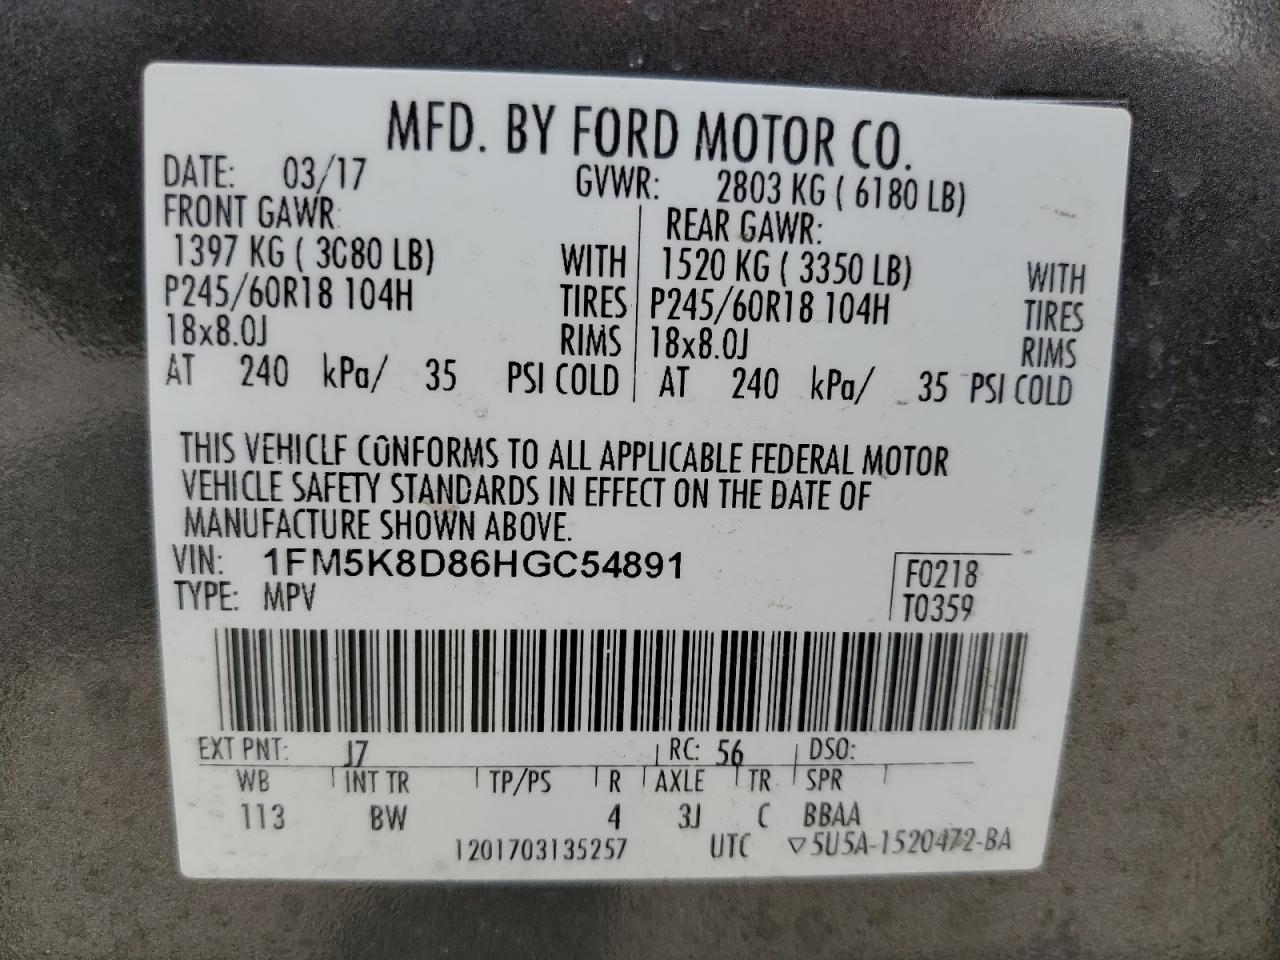 MFD. BY FORD MOTOR CO.
DATE: 03/17 GVWR: 2803 KG ( 6180 LB)
FRONT GAWR: REAR GAWR:
1397 KG ( 3C80 LB) WITH 1520 KG ( 3350 LB) WITH
P245/60R18 104H TIRES P245/60R18 104H TIRES
18x8.0J RIMS 18x8.0J RIMS
AT 240 kPa/ 35 PSI COLD AT 240 kPa/ 35 PSI COLD
THIS VEHICLE CONFORMS TO ALL APPLICABLE FEDERAL MOTOR
VEHICLE SAFETY STANDARDS IN EFFECT ON THE DATE OF
MANUFACTURE SHOWN ABOVE.
VIN: 1FM5K8D86HGC54891 F0218
TYPE: MPV T0359
EXT PNT: J7 RC: 56 DSO:
WB INT TR TP/PS R AXLE TR SPR
113 BW 4 3J C BBAA
1201703135257 UTC ▽5U5A-1520472-BA